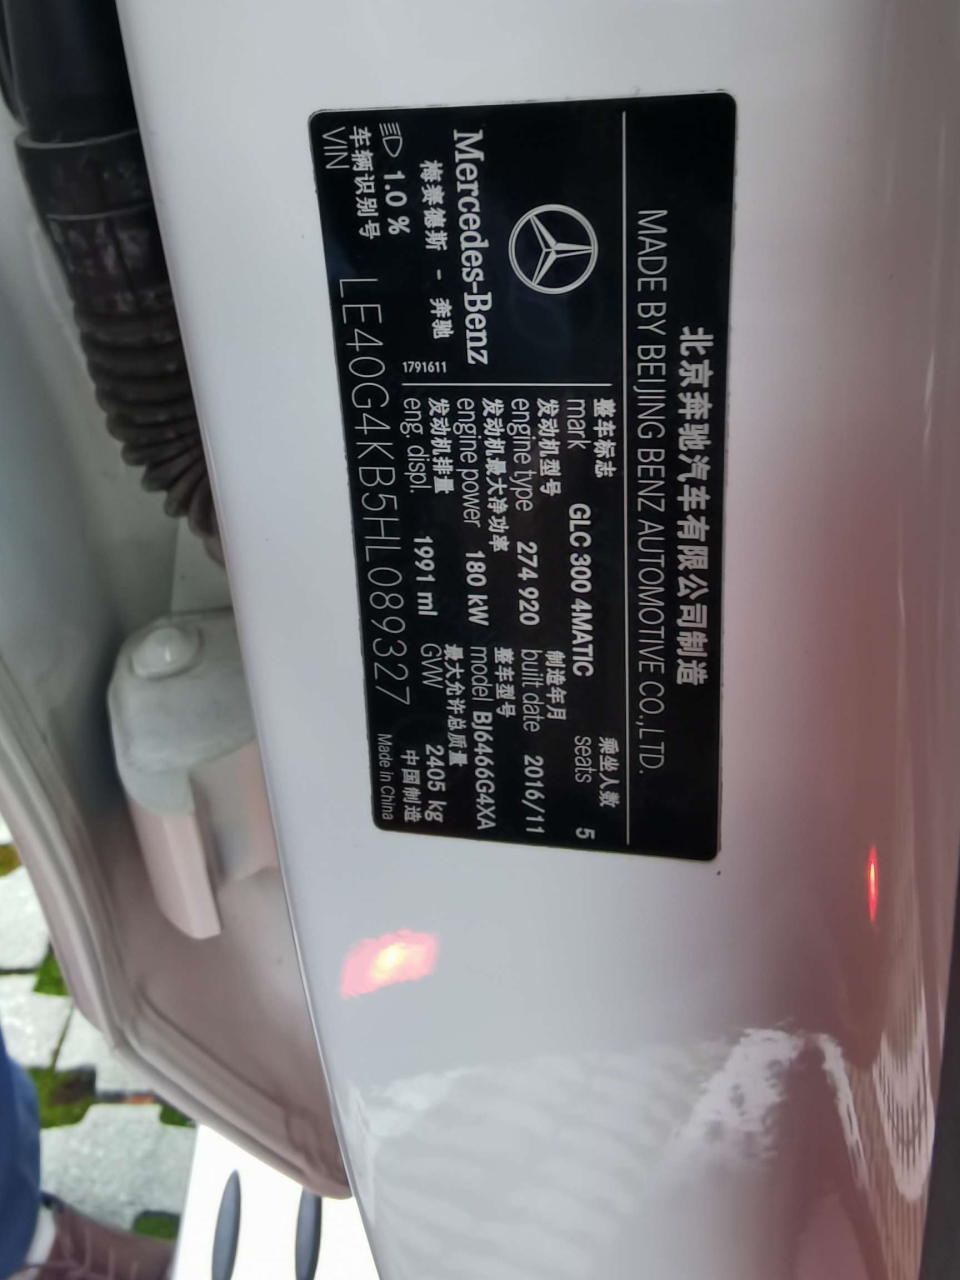 北京奔驰汽车有限公司制造
MADE BY BEIJING BENZ AUTOMOTIVE CO.,LTD.
Mercedes-Benz
梅赛德斯 - 奔驰
1.0 %
1791611
整车标志
mark GLC 300 4MATIC
乘坐人数
seats 5
发动机型号
engine type 274 920
制造年月
built date 2016/11
发动机最大净功率
engine power 180 kW
整车型号
model BJ6466G4XA
发动机排量
eng. displ. 1991 ml
最大允许总质量
GVW 2405 kg
车辆识别号
VIN LE40G4KB5HL089327
中国制造
Made in China